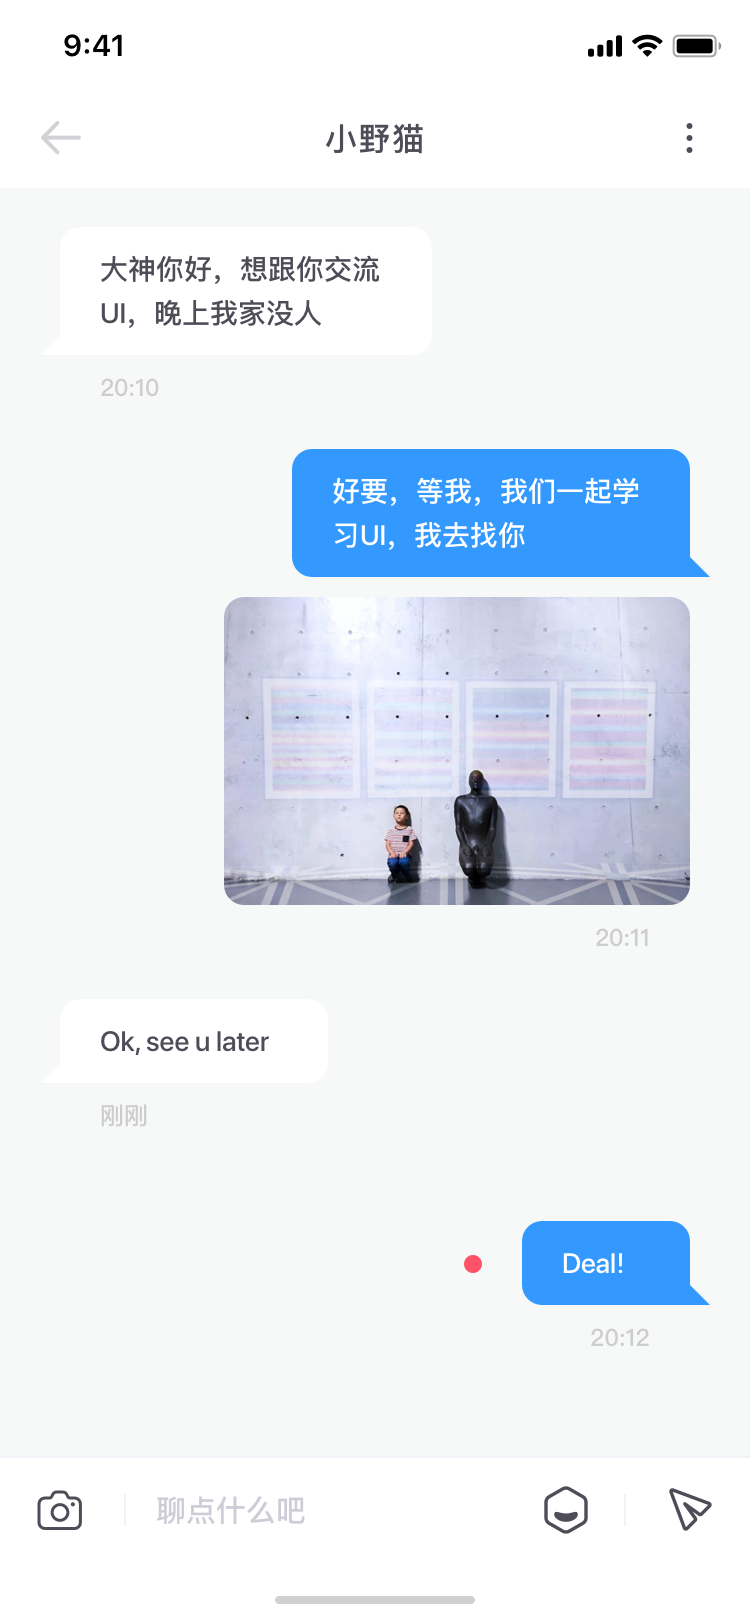 9:41
小野猫
大神你好，想跟你交流
UI，晚上我家没人
20:10
好要，等我，我们一起学
习UI，我去找你
20:11
Ok, see u later
刚刚
Deal!
20:12
聊点什么吧